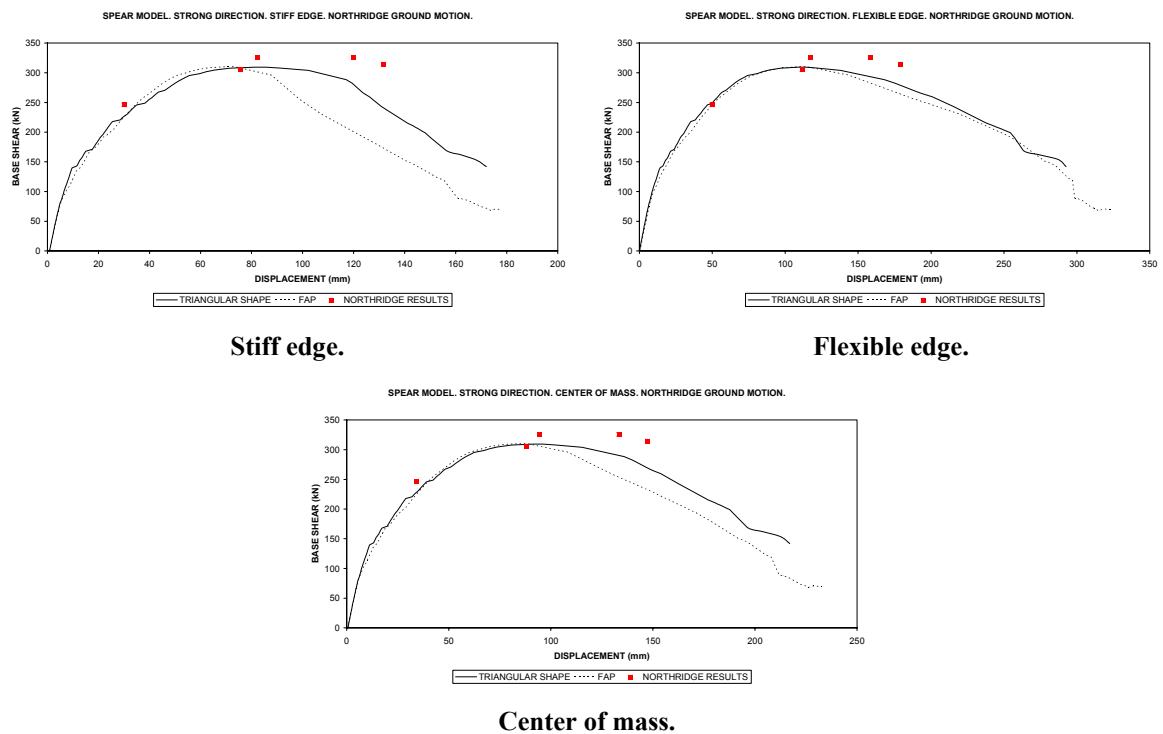 SPEAR MODEL. STRONG DIRECTION. STIFF EDGE. NORTHRIDGE GROUND MOTION.
350
300
250
200
150
100
50
0
BASE SHEAR (kN)
0 20 40 60 80 100 120 140 160 180 200
DISPLACEMENT (mm)
TRIANGULAR SHAPE FAP NORTHRIDGE RESULTS
Stiff edge.
SPEAR MODEL. STRONG DIRECTION. FLEXIBLE EDGE. NORTHRIDGE GROUND MOTION.
350
300
250
200
150
100
50
0
BASE SHEAR (kN)
0 50 100 150 200 250 300 350
DISPLACEMENT (mm)
TRIANGULAR SHAPE FAP NORTHRIDGE RESULTS
Flexible edge.
SPEAR MODEL. STRONG DIRECTION. CENTER OF MASS. NORTHRIDGE GROUND MOTION.
350
300
250
200
150
100
50
0
BASE SHEAR (kN)
0 50 100 150 200 250
DISPLACEMENT (mm)
TRIANGULAR SHAPE FAP NORTHRIDGE RESULTS
Center of mass.